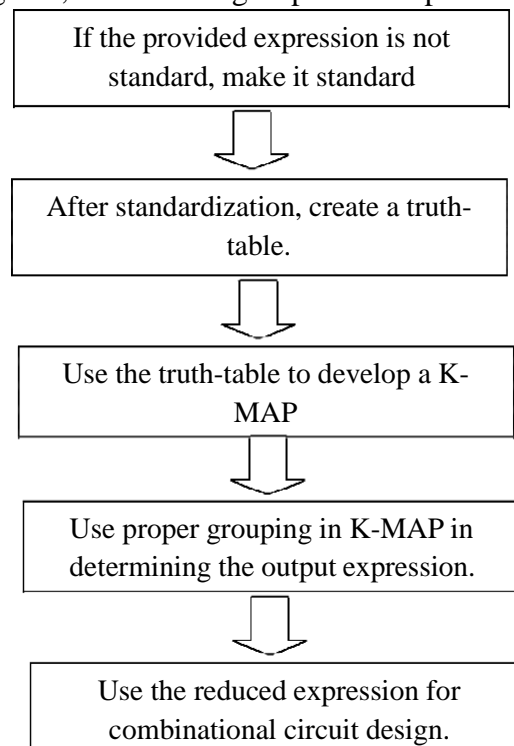 If the provided expression is not
standard, make it standard
After standardization, create a truth-
table.
Use the truth-table to develop a K-
MAP
Use proper grouping in K-MAP in
determining the output expression.
Use the reduced expression for
combinational circuit design.